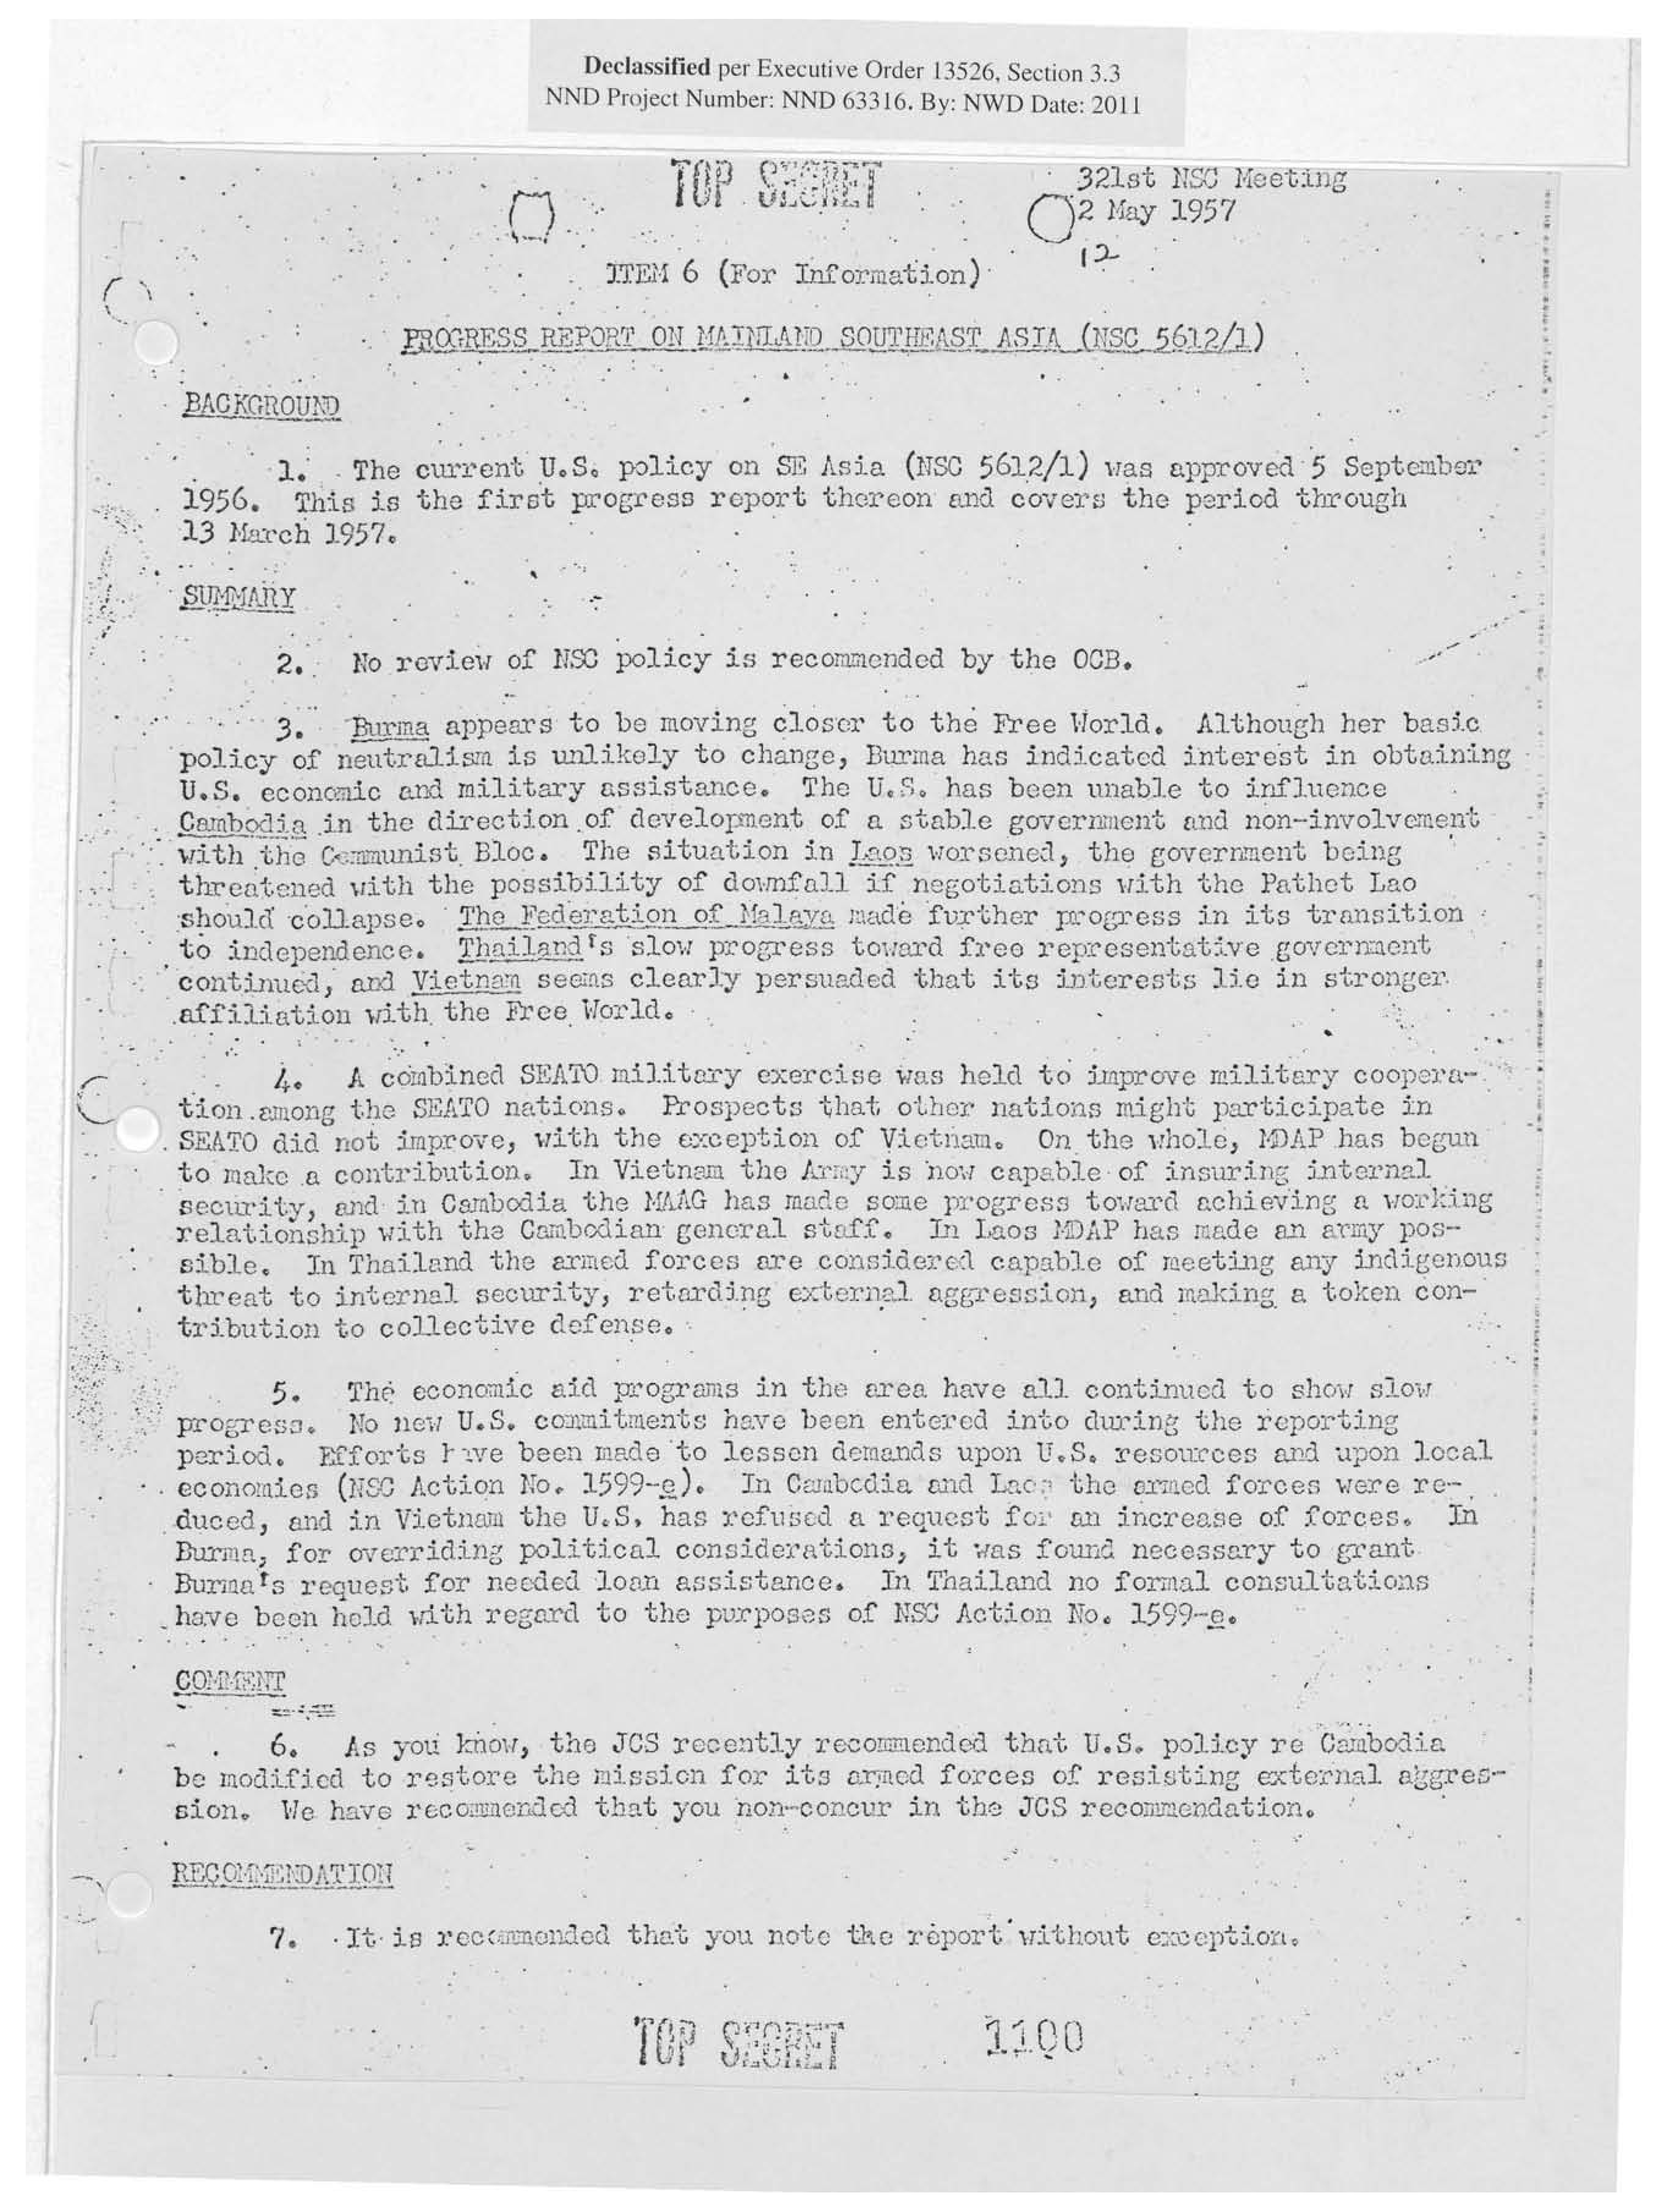 Declassified per Executive Order 13526, Section 3.3
NND Project Number: NND 63316. By: NWD Date: 2011
TOP SECRET
321st NSC Meeting
2 May 1957
12
ITEM 6 (For Information)
PROGRESS REPORT ON MAINLAND SOUTHEAST ASIA (NSC 5612/1)
BACKGROUND
1. The current U.S. policy on SE Asia (NSC 5612/1) was approved 5 September
1956. This is the first progress report thereon and covers the period through
13 March 1957.
SUMMARY
2. No review of NSC policy is recommended by the OCB.
3. Burma appears to be moving closer to the Free World. Although her basic
policy of neutralism is unlikely to change, Burma has indicated interest in obtaining
U.S. economic and military assistance. The U.S. has been unable to influence
Cambodia in the direction of development of a stable government and non-involvement
with the Communist Bloc. The situation in Laos worsened, the government being
threatened with the possibility of downfall if negotiations with the Pathet Lao
should collapse. The Federation of Malaya made further progress in its transition
to independence. Thailand's slow progress toward free representative government
continued, and Vietnam seems clearly persuaded that its interests lie in stronger
affiliation with the Free World.
4. A combined SEATO military exercise was held to improve military coopera-
tion among the SEATO nations. Prospects that other nations might participate in
SEATO did not improve, with the exception of Vietnam. On the whole, MDAP has begun
to make a contribution. In Vietnam the Army is now capable of insuring internal
security, and in Cambodia the MAAG has made some progress toward achieving a working
relationship with the Cambodian general staff. In Laos MDAP has made an army pos-
sible. In Thailand the armed forces are considered capable of meeting any indigenous
threat to internal security, retarding external aggression, and making a token con-
tribution to collective defense.
5. The economic aid programs in the area have all continued to show slow
progress. No new U.S. commitments have been entered into during the reporting
period. Efforts have been made to lessen demands upon U.S. resources and upon local
economies (NSC Action No. 1599-e). In Cambodia and Laos the armed forces were re-
duced, and in Vietnam the U.S. has refused a request for an increase of forces. In
Burma, for overriding political considerations, it was found necessary to grant
Burma's request for needed loan assistance. In Thailand no formal consultations
have been held with regard to the purposes of NSC Action No. 1599-e.
COMMENT
6. As you know, the JCS recently recommended that U.S. policy re Cambodia
be modified to restore the mission for its armed forces of resisting external aggres-
sion. We have recommended that you non-concur in the JCS recommendation.
RECOMMENDATION
7. It is recommended that you note the report without exception.
TOP SECRET
1100